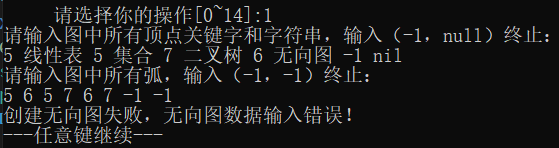 请选择你的操作[0~14]:1
请输入图中所有顶点关键字和字符串，输入（-1，null）终止：
5 线性表 5 集合 7 二叉树 6 无向图 -1 nil
请输入图中所有弧，输入（-1，-1）终止：
5 6 5 7 6 7 -1 -1
创建无向图失败，无向图数据输入错误！
---任意键继续---